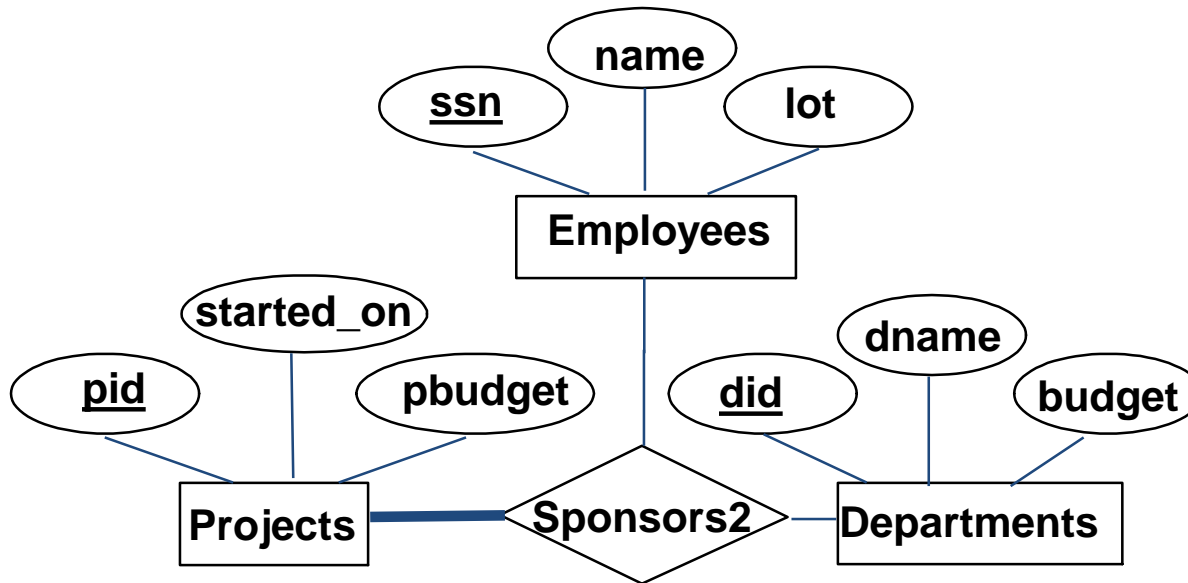 name
ssn
lot
Employees
started_on
dname
pid
pbudget
did
budget
Projects
Sponsors2
Departments